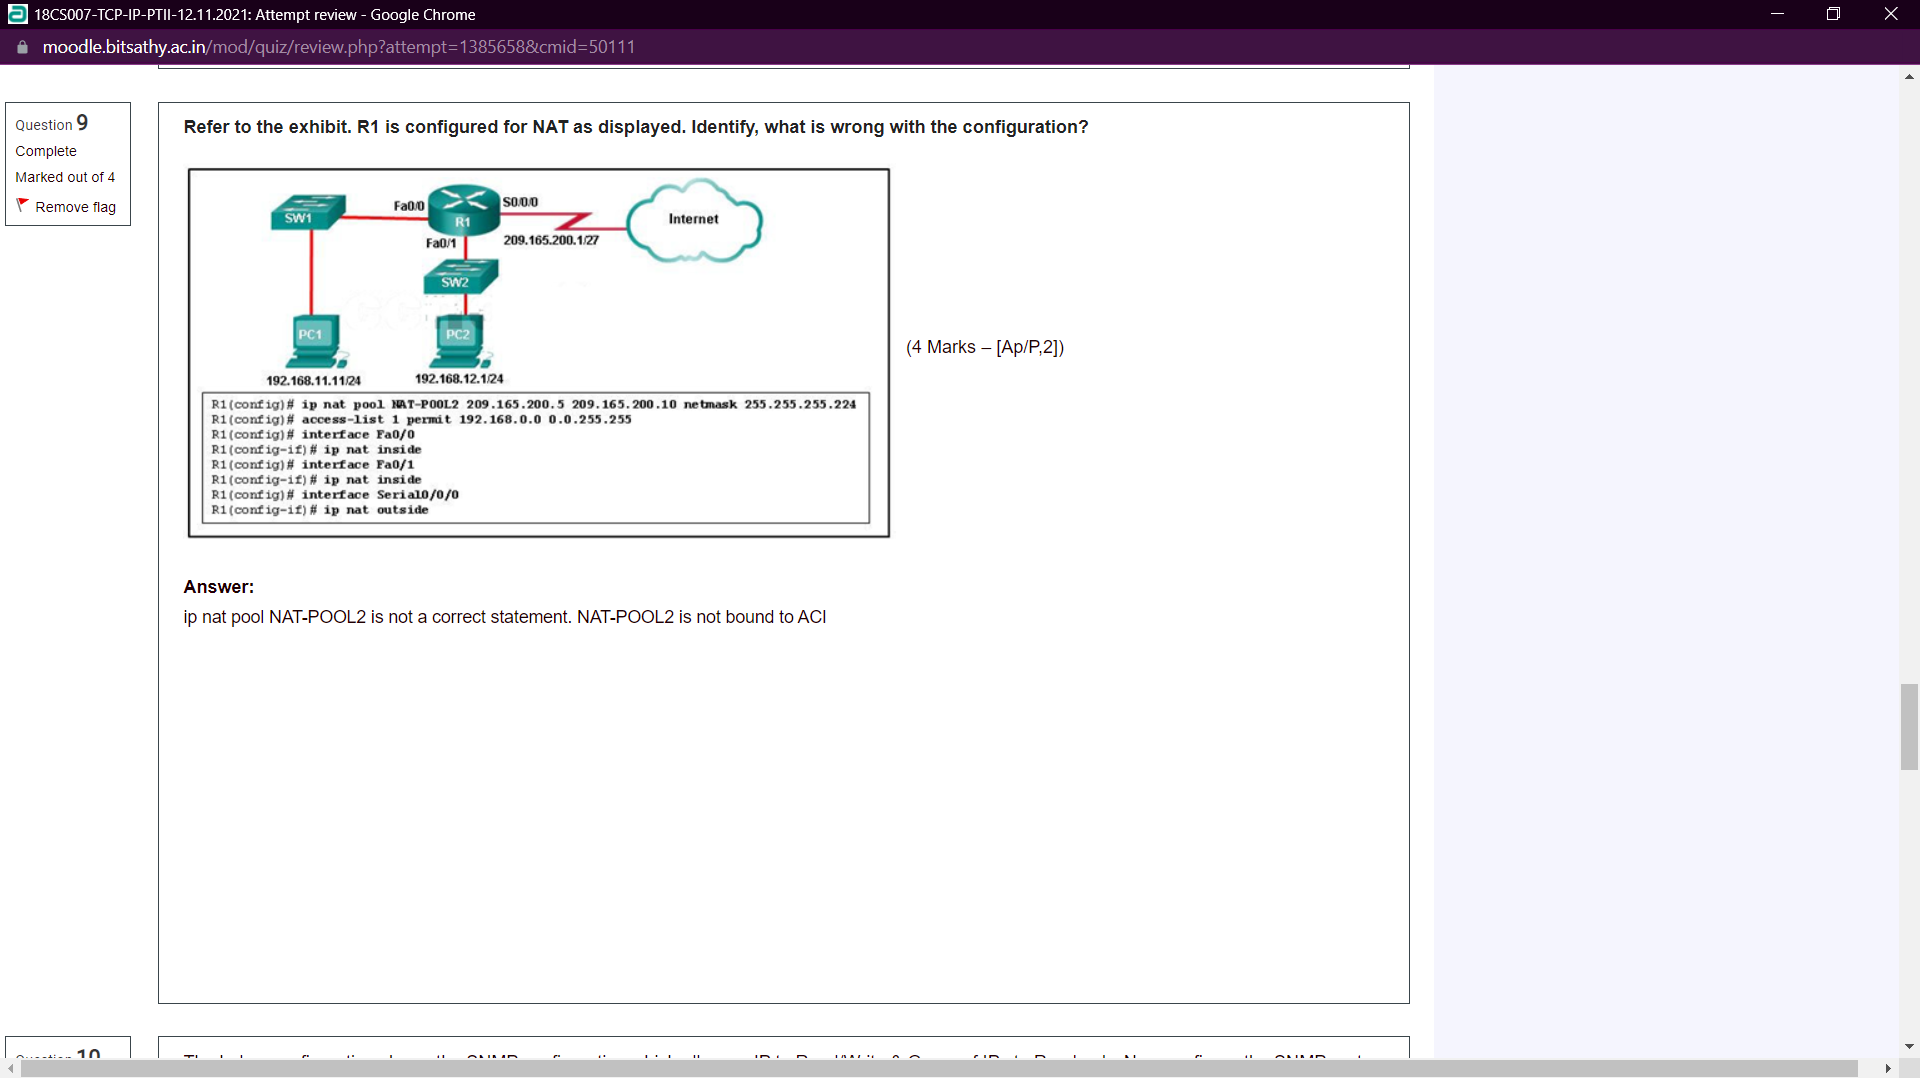 18CS007-TCP-IP-PTII-12.11.2021: Attempt review - Google Chrome
moodle.bitsathy.ac.in/mod/quiz/review.php?attempt=1385658&cmid=50111
Question 9
Complete
Marked out of 4
Remove flag
Refer to the exhibit. R1 is configured for NAT as displayed. Identify, what is wrong with the configuration?
SW1
Fa0/0
R1
S0/0/0
Internet
Fa0/1
209.165.200.1/27
SW2
PC1
PC2
192.168.11.11/24
192.168.12.1/24
(4 Marks – [Ap/P,2])
R1(config)# ip nat pool NAT-POOL2 209.165.200.5 209.165.200.10 netmask 255.255.255.224
R1(config)# access-list 1 permit 192.168.0.0 0.0.255.255
R1(config)# interface Fa0/0
R1(config-if)# ip nat inside
R1(config)# interface Fa0/1
R1(config-if)# ip nat inside
R1(config)# interface Serial0/0/0
R1(config-if)# ip nat outside
Answer:
ip nat pool NAT-POOL2 is not a correct statement. NAT-POOL2 is not bound to ACI
Question 10